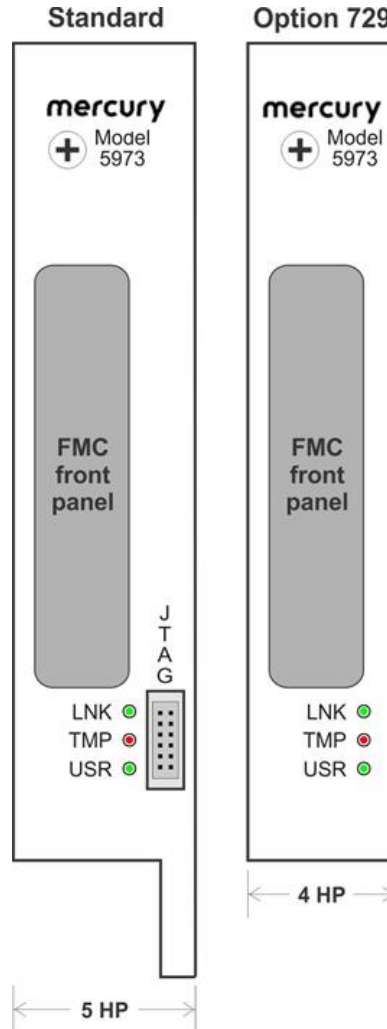 Standard
mercury
Model
5973
FMC
front
panel
J
T
A
G
LNK
TMP
USR
5 HP
Option 729
mercury
Model
5973
FMC
front
panel
LNK
TMP
USR
4 HP